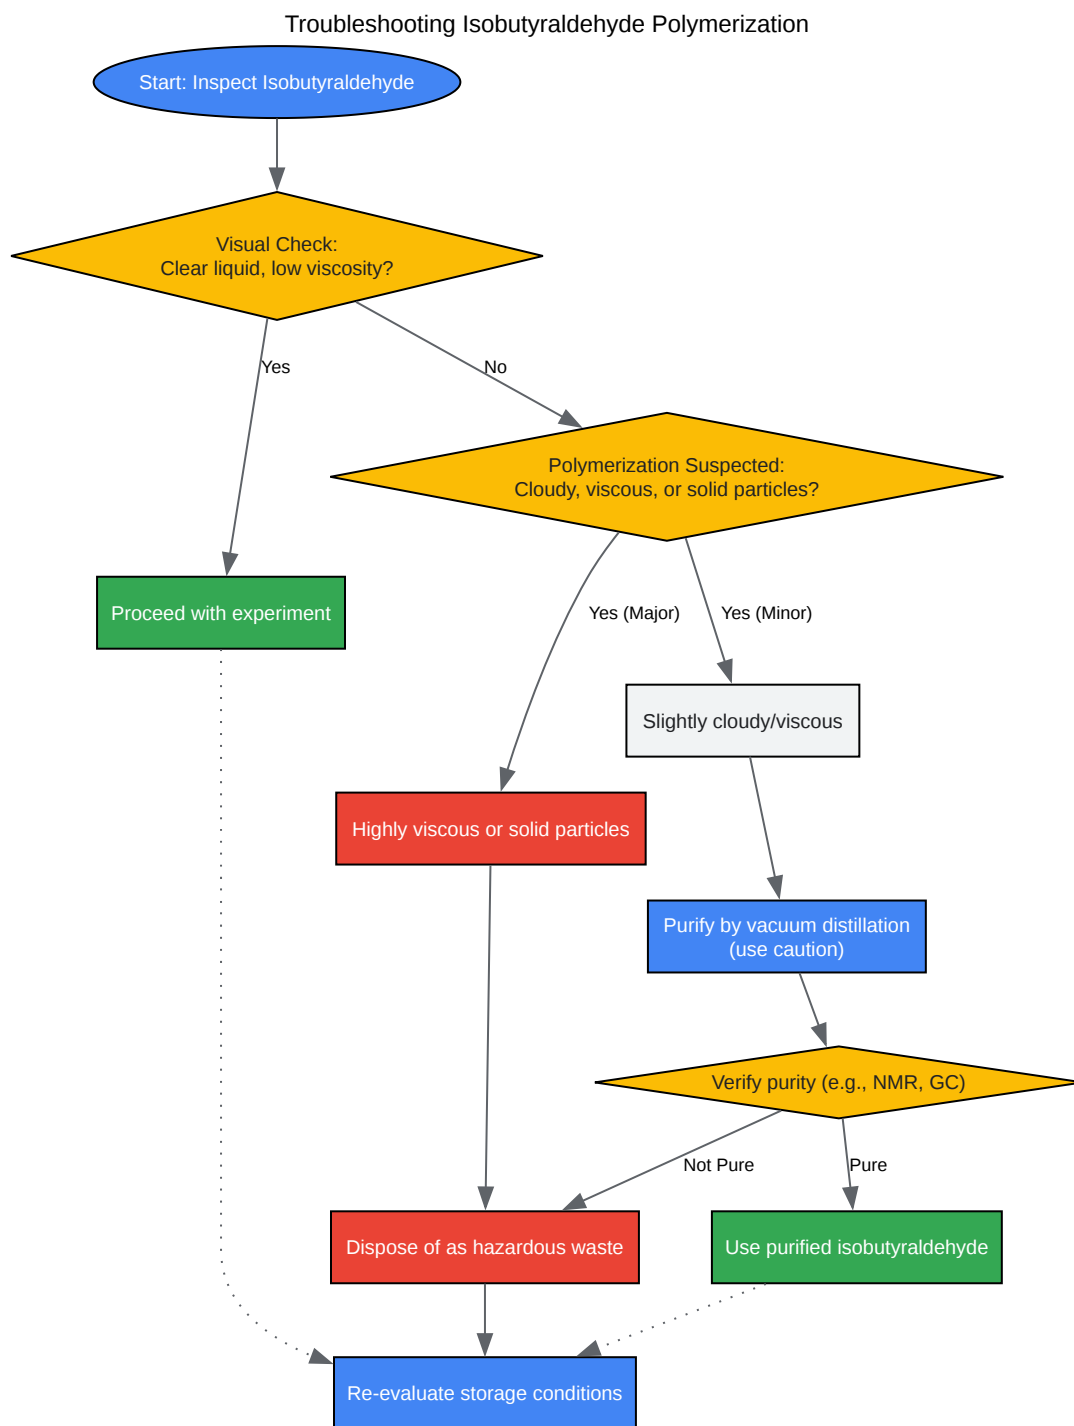 Troubleshooting Isobutyraldehyde Polymerization
Start: Inspect Isobutyraldehyde
Visual Check:
Clear liquid, low viscosity?
Yes
No
Polymerization Suspected:
Cloudy, viscous, or solid particles?
Proceed with experiment
Yes (Major)
Yes (Minor)
Slightly cloudy/viscous
Highly viscous or solid particles
Purify by vacuum distillation
(use caution)
Verify purity (e.g., NMR, GC)
Not Pure
Pure
Dispose of as hazardous waste
Use purified isobutyraldehyde
Re-evaluate storage conditions